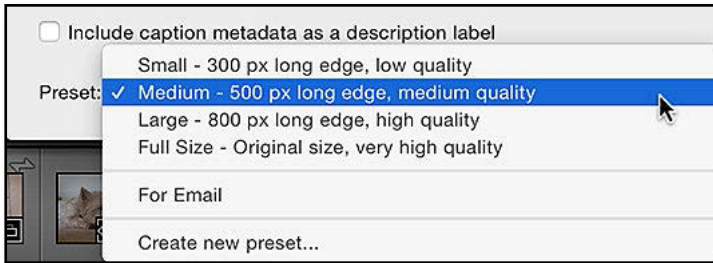 Include caption metadata as a description label
Small - 300 px long edge, low quality
Preset: ✓ Medium - 500 px long edge, medium quality
Large - 800 px long edge, high quality
Full Size - Original size, very high quality
For Email
Create new preset...